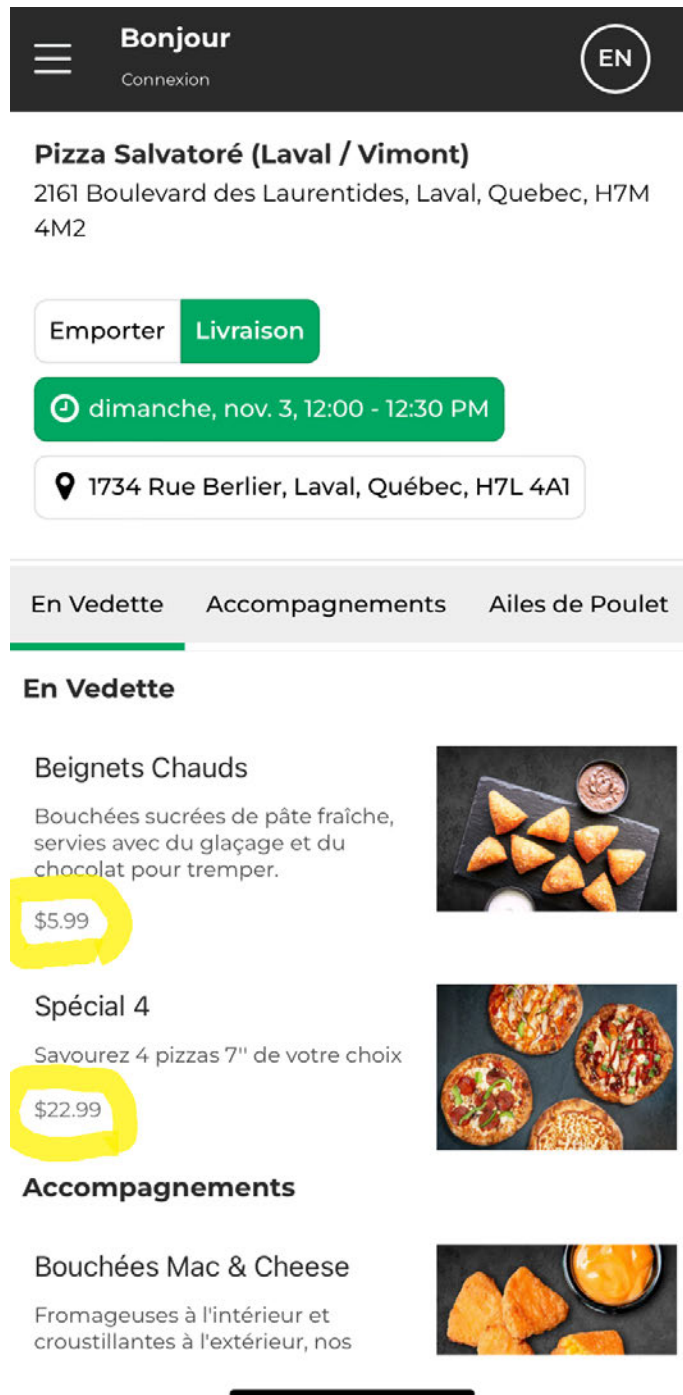 Bonjour
Connexion
EN
Pizza Salvatoré (Laval / Vimont)
2161 Boulevard des Laurentides, Laval, Quebec, H7M
4M2
Emporter
Livraison
dimanche, nov. 3, 12:00 - 12:30 PM
1734 Rue Berlier, Laval, Québec, H7L 4A1
En Vedette
Accompagnements
Ailes de Poulet
En Vedette
Beignets Chauds
Bouchées sucrées de pâte fraîche,
servies avec du glaçage et du
chocolat pour tremper.
$5.99
Spécial 4
Savourez 4 pizzas 7'' de votre choix
$22.99
Accompagnements
Bouchées Mac & Cheese
Fromageuses à l'intérieur et
croustillantes à l'extérieur, nos